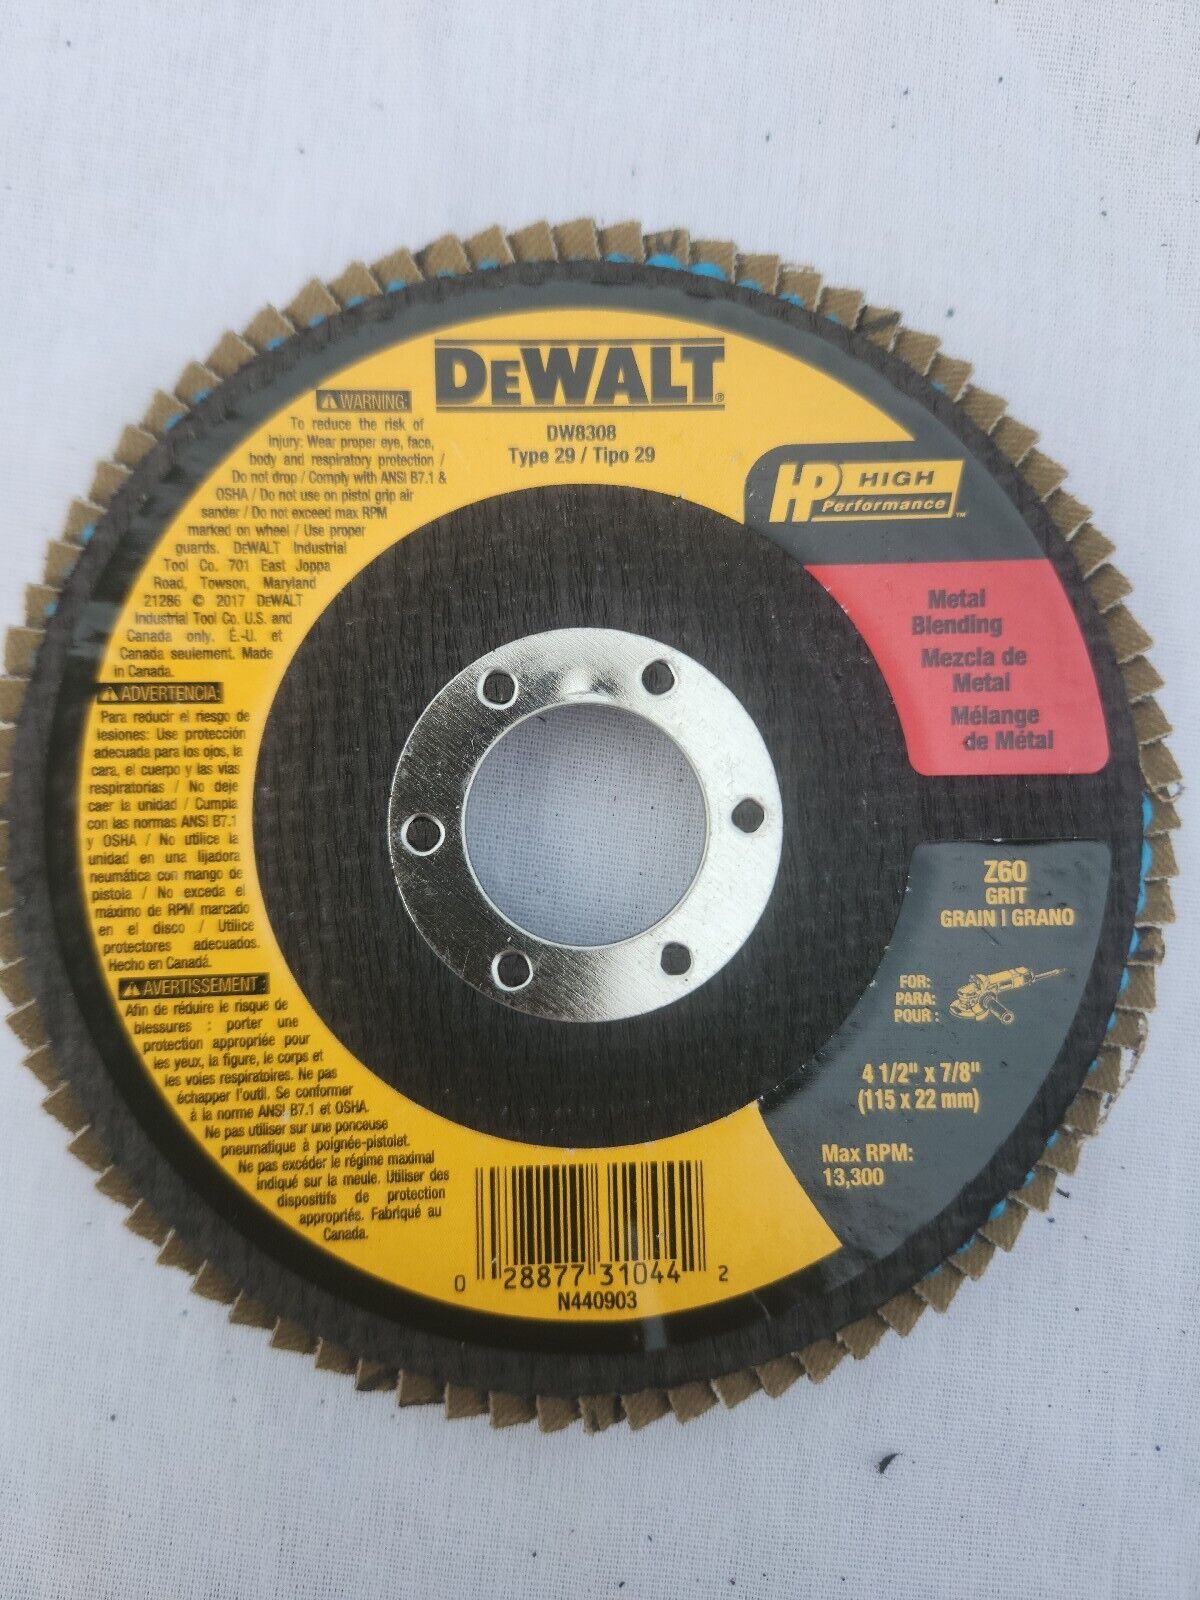 DEWALT®
DW8308
Type 29 / Tipo 29
WARNING:
To reduce the risk of
injury: Wear proper eye, face,
body and respiratory protection /
Do not drop / Comply with ANSI B7.1 &
OSHA / Do not use on pistol grip air
sander / Do not exceed max RPM
marked on wheel / Use proper
guards. DEWALT Industrial
Tool Co. 701 East Joppa
Road, Towson, Maryland
21286 © 2017 DEWALT
Industrial Tool Co. U.S. and
Canada only. É.-U. et
Canada seulement. Made
in Canada.
ADVERTENCIA:
Para reducir el riesgo de
lesiones: Use protección
adecuada para los ojos, la
cara, el cuerpo y las vias
respiratorias / No deje
caer la unidad / Cumpla
con las normas ANSI B7.1
y OSHA / No utilice la
unidad en una lijadora
neumática con mango de
pistola / No exceda el
máximo de RPM marcado
en el disco / Utilice
protectores adecuados.
Hecho en Canadá.
AVERTISSEMENT :
Afin de réduire le risque de
blessures : porter une
protection appropriée pour
les yeux, la figure, le corps et
les voies respiratoires. Ne pas
échapper l'outil. Se conformer
à la norme ANSI B7.1 et OSHA.
Ne pas utiliser sur une ponceuse
pneumatique à poignée-pistolet.
Ne pas excéder le régime maximal
indiqué sur la meule. Utiliser des
dispositifs de protection
appropriés. Fabriqué au
Canada.
HP HIGH
Performance™
Metal
Blending
Mezcla de
Metal
Mélange
de Métal
Z60
GRIT
GRAIN | GRANO
FOR:
PARA:
POUR :
4 1/2" x 7/8"
(115 x 22 mm)
Max RPM:
13,300
0 28877 31044 2
N440903